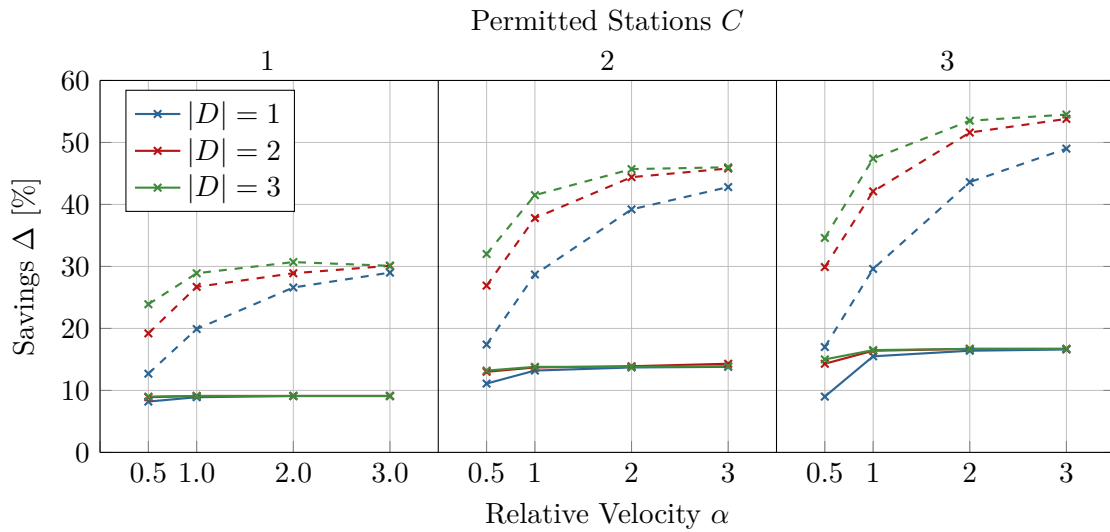 Permitted Stations C
1 2 3
60
50
40
30
20
10
0
Savings Δ [%]
|D| = 1
|D| = 2
|D| = 3
0.5 1.0 2.0 3.0 0.5 1 2 3 0.5 1 2 3
Relative Velocity α